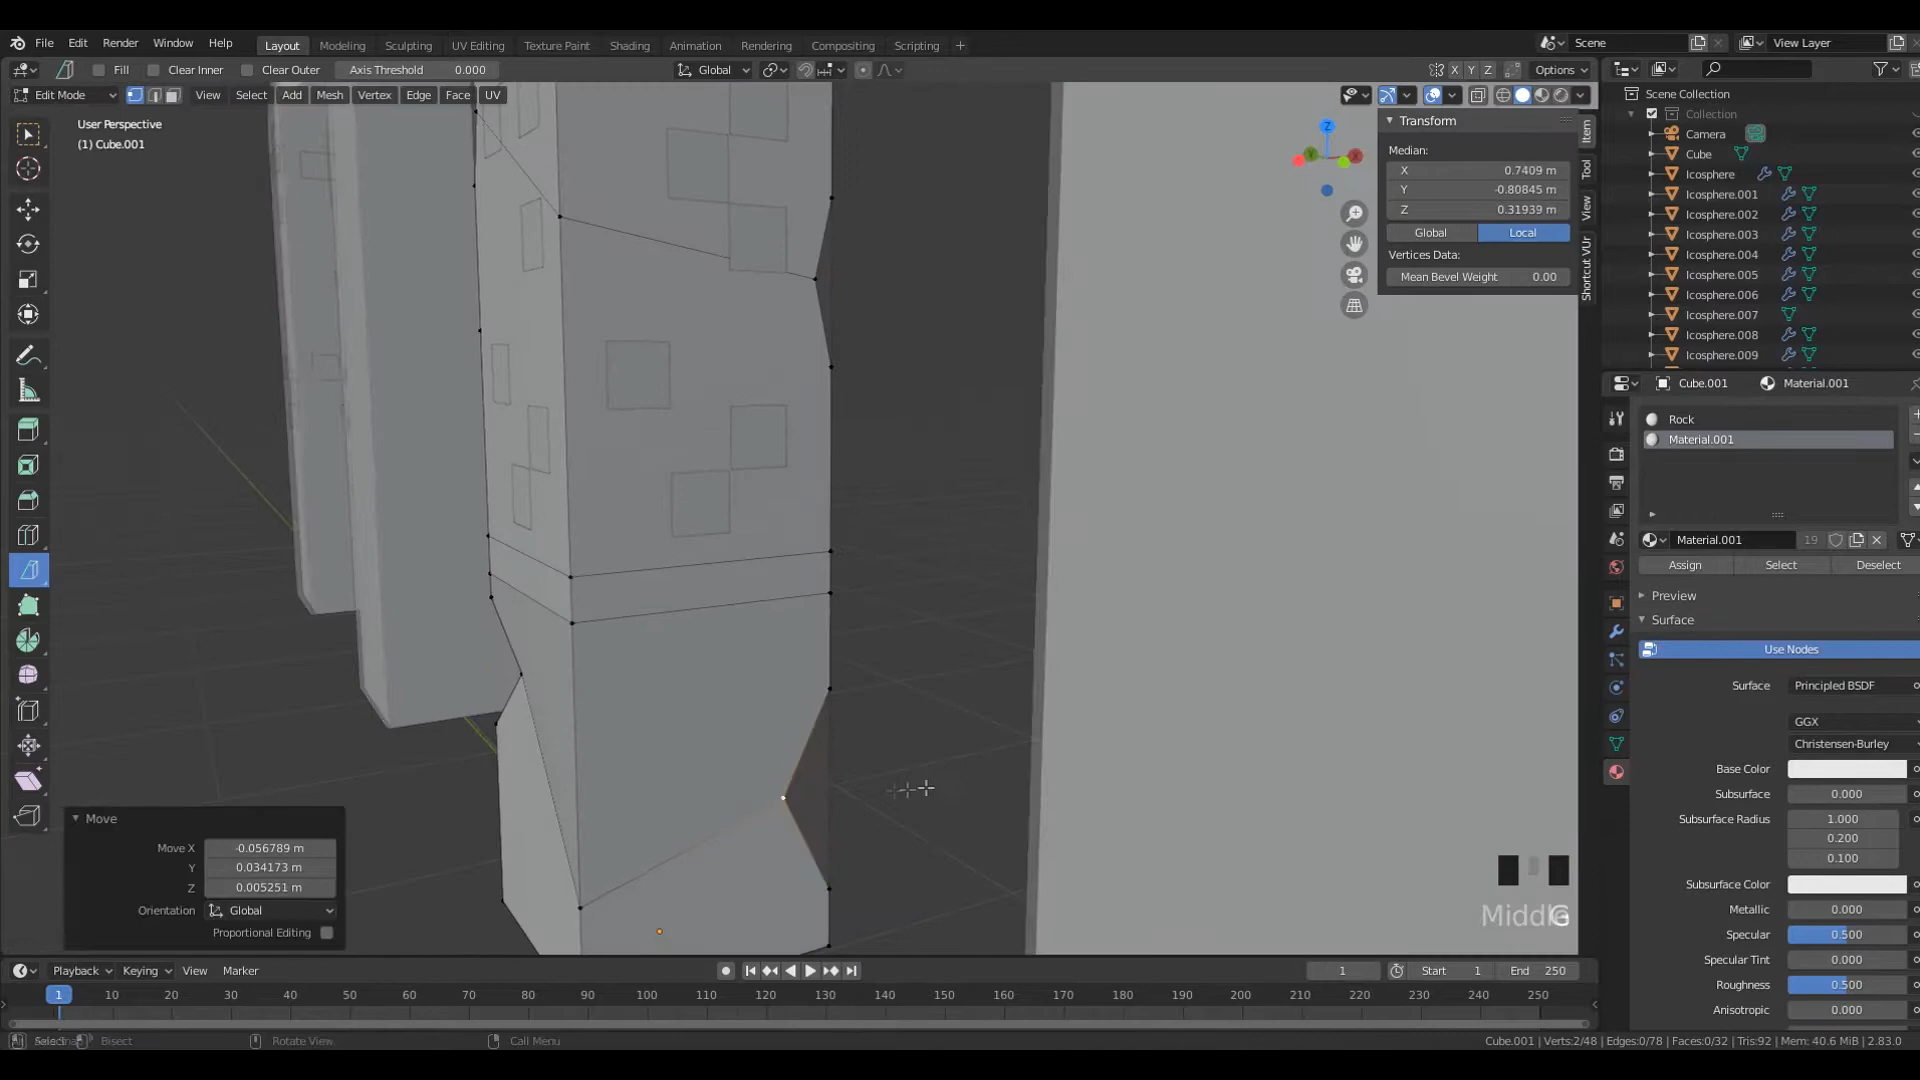 File Edit Render Window Help Layout Modeling Sculpting UV Editing Texture Paint Shading Animation Rendering Compositing Scripting + Scene View Layer
Fill Clear Inner Clear Outer Axis Threshold 0.000 Global X Y Z Options
Edit Mode View Select Add Mesh Vertex Edge Face UV
User Perspective
(1) Cube.001
Transform
Median:
X 0.7409 m
Y -0.80845 m
Z 0.31939 m
Global Local
Vertices Data:
Mean Bevel Weight 0.00
Item
Tool
View
Shortcut VUr
Z
Y
X
Scene Collection
Collection
Camera
Cube
Icosphere
Icosphere.001
Icosphere.002
Icosphere.003
Icosphere.004
Icosphere.005
Icosphere.006
Icosphere.007
Icosphere.008
Icosphere.009
Cube.001 Material.001
Rock
Material.001
Material.001 19
Assign Select Deselect
Preview
Surface
Use Nodes
Surface Principled BSDF
GGX
Christensen-Burley
Base Color
Subsurface 0.000
Subsurface Radius 1.000
0.200
0.100
Subsurface Color
Metallic 0.000
Specular 0.500
Specular Tint 0.000
Roughness 0.500
Anisotropic 0.000
Move
Move X -0.056789 m
Y 0.034173 m
Z 0.005251 m
Orientation Global
Proportional Editing
Playback Keying View Marker 1 Start 1 End 250
1 10 20 30 40 50 60 70 80 90 100 110 120 130 140 150 160 170 180 190 200 210 220 230 240 250
Bisect Rotate View Call Menu Cube.001 | Verts:2/48 | Edges:0/78 | Faces:0/32 | Tris:92 | Mem: 40.6 MiB | 2.83.0